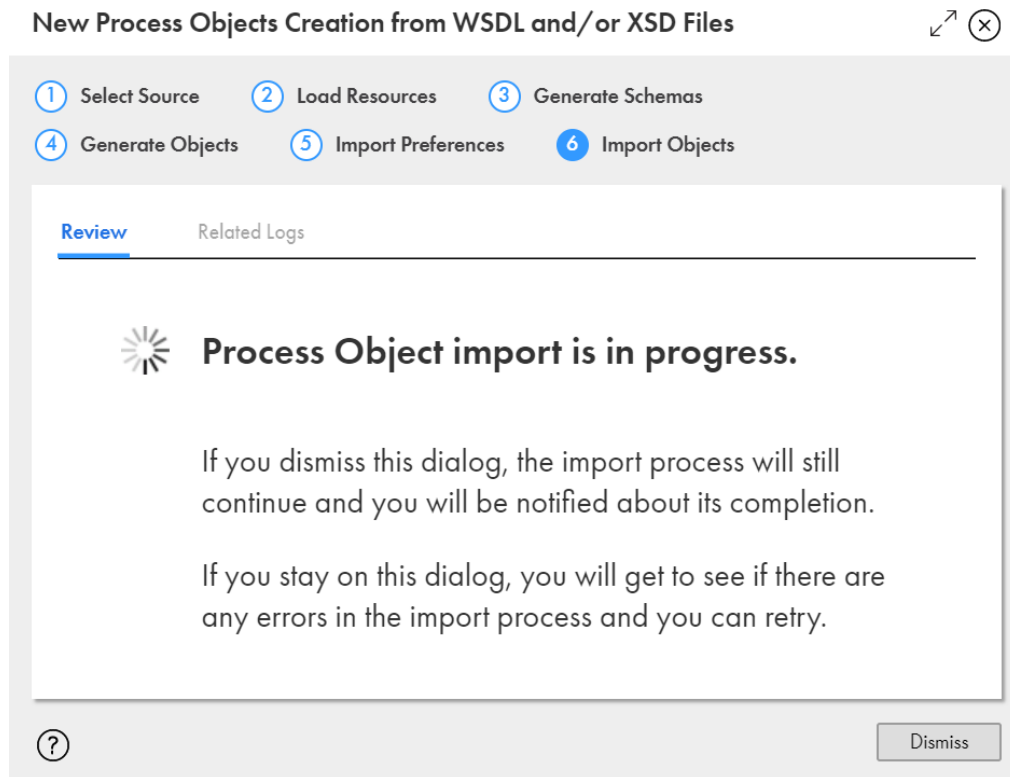 New Process Objects Creation from WSDL and/or XSD Files
1 Select Source 2 Load Resources 3 Generate Schemas
4 Generate Objects 5 Import Preferences 6 Import Objects
Review Related Logs
Process Object import is in progress.
If you dismiss this dialog, the import process will still
continue and you will be notified about its completion.
If you stay on this dialog, you will get to see if there are
any errors in the import process and you can retry.
? Dismiss